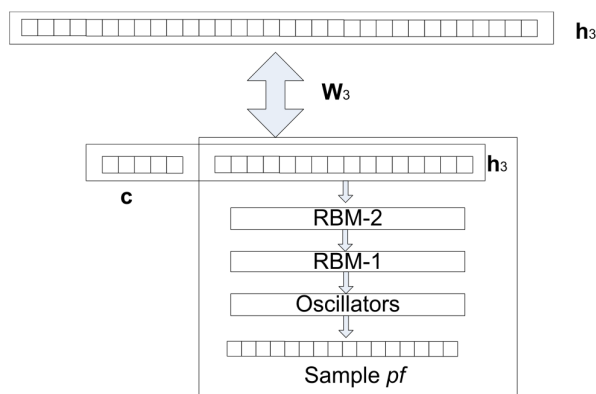 h3
W3
h3
c
RBM-2
RBM-1
Oscillators
Sample pf